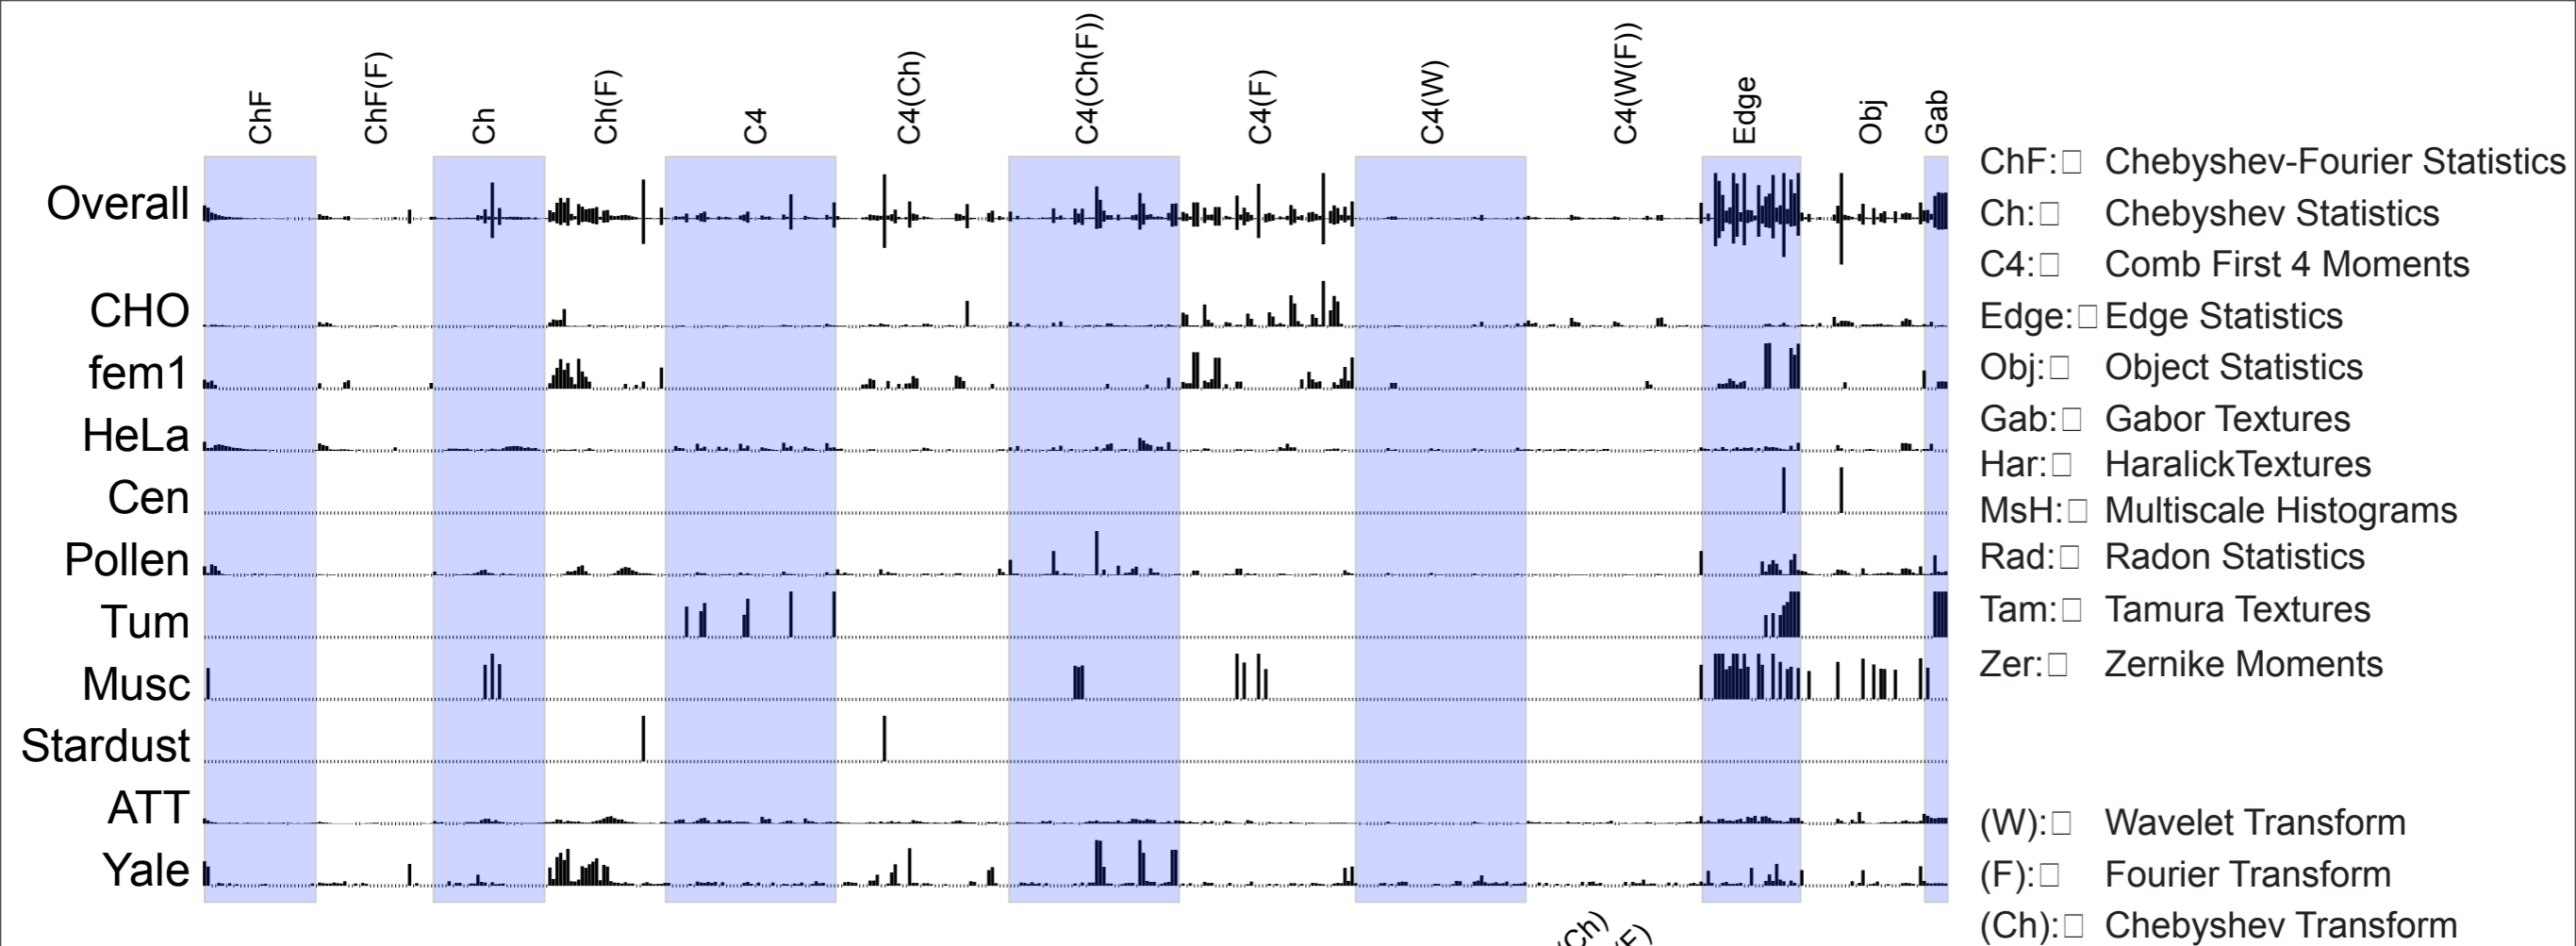 ChF
ChF(F)
Ch
Ch(F)
C4
C4(Ch)
C4(Ch(F))
C4(F)
C4(W)
C4(W(F))
Edge
Obj
Gab
Overall
CHO
fem1
HeLa
Cen
Pollen
Tum
Musc
Stardust
ATT
Yale
ChF:□ Chebyshev-Fourier Statistics
Ch:□ Chebyshev Statistics
C4:□ Comb First 4 Moments
Edge:□ Edge Statistics
Obj:□ Object Statistics
Gab:□ Gabor Textures
Har:□ HaralickTextures
MsH:□ Multiscale Histograms
Rad:□ Radon Statistics
Tam:□ Tamura Textures
Zer:□ Zernike Moments
(W):□ Wavelet Transform
(F):□ Fourier Transform
(Ch):□ Chebyshev Transform